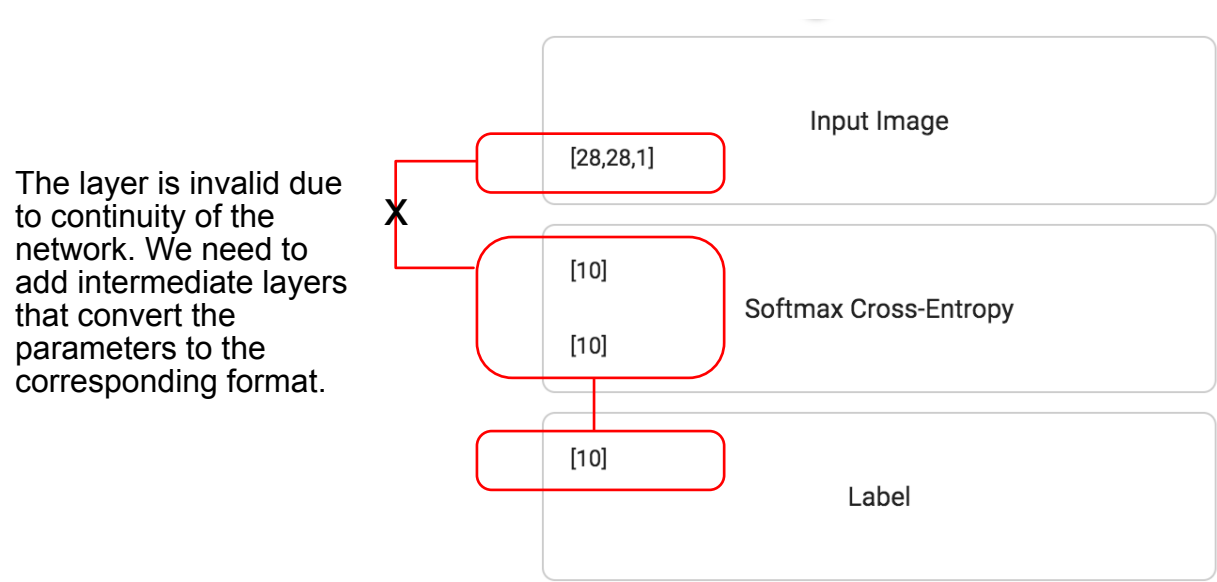 The layer is invalid due
to continuity of the
network. We need to
add intermediate layers
that convert the
parameters to the
corresponding format.
X
Input Image
[28,28,1]
[10]
Softmax Cross-Entropy
[10]
[10]
Label